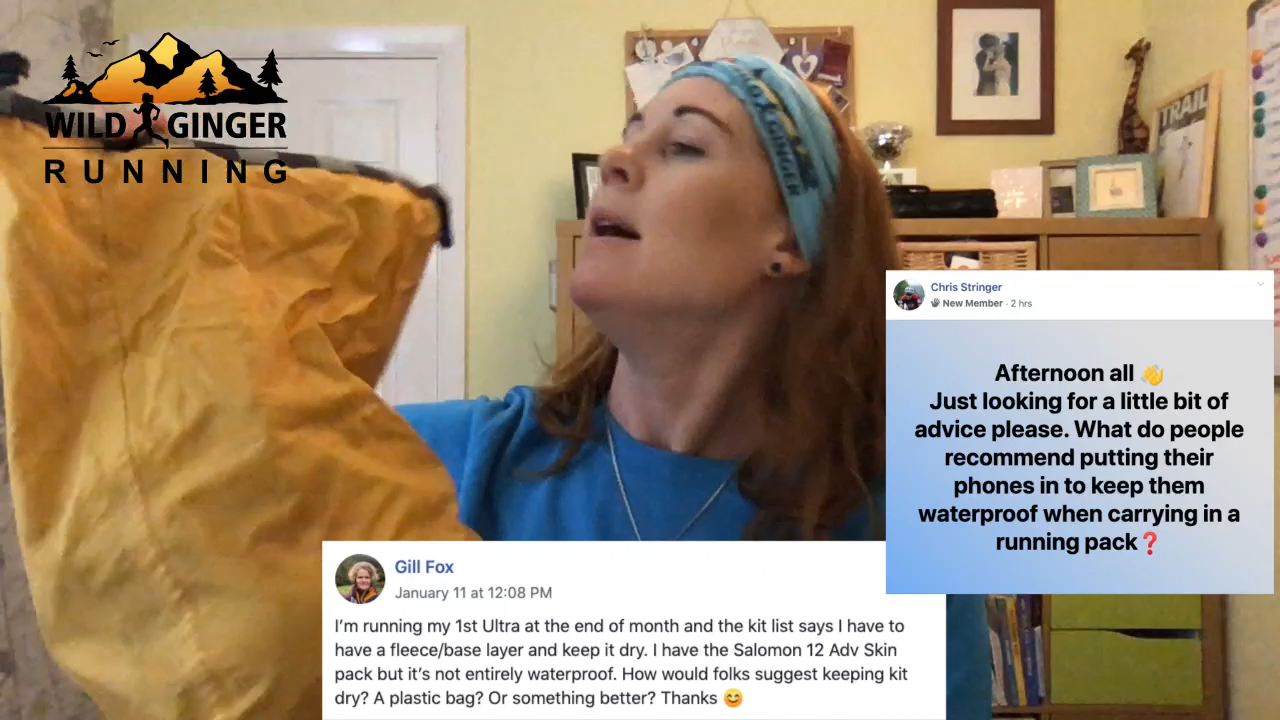 WILD GINGER
RUNNING
GINGER
TRAIL
Chris Stringer
New Member · 2 hrs
Afternoon all 👋
Just looking for a little bit of
advice please. What do people
recommend putting their
phones in to keep them
waterproof when carrying in a
running pack❓
Gill Fox
January 11 at 12:08 PM
I'm running my 1st Ultra at the end of month and the kit list says I have to
have a fleece/base layer and keep it dry. I have the Salomon 12 Adv Skin
pack but it's not entirely waterproof. How would folks suggest keeping kit
dry? A plastic bag? Or something better? Thanks 😊